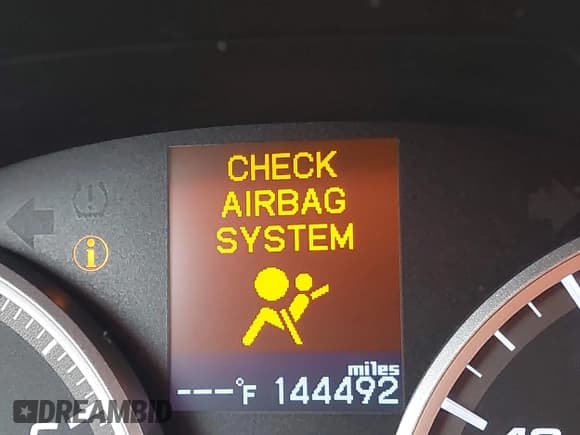 CHECK
AIRBAG
SYSTEM
miles
---°F 144492
DREAMBID